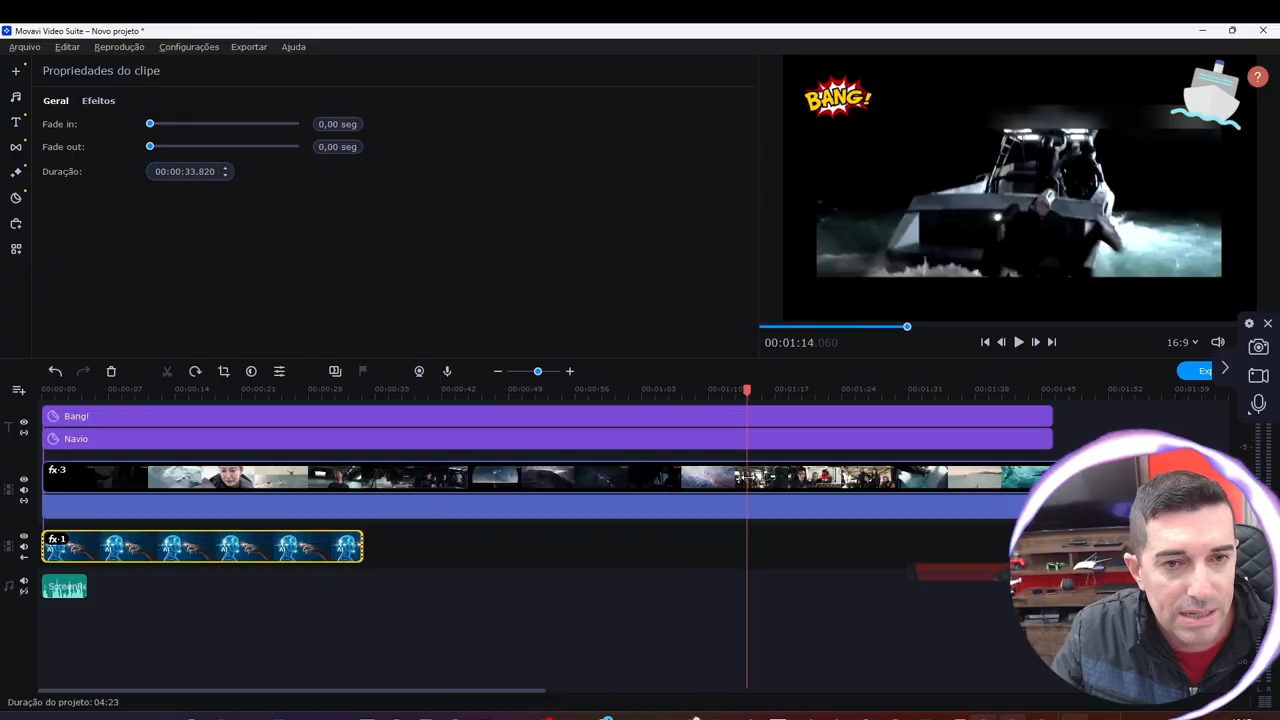 Movavi Video Suite – Novo projeto *
Arquivo Editar Reprodução Configurações Exportar Ajuda
Propriedades do clipe
Geral Efeitos
Fade in: 0,00 seg
Fade out: 0,00 seg
Duração: 00:00:33.820
BANG!
?
00:01:14.060
16:9
00:00:00 00:00:07 00:00:14 00:00:21 00:00:28 00:00:35 00:00:42 00:00:49 00:00:56 00:01:03 00:01:10 00:01:17 00:01:24 00:01:31 00:01:38 00:01:45 00:01:52 00:01:59
Bang!
Navio
fx·3
fx·1
L R
Duração do projeto: 04:23